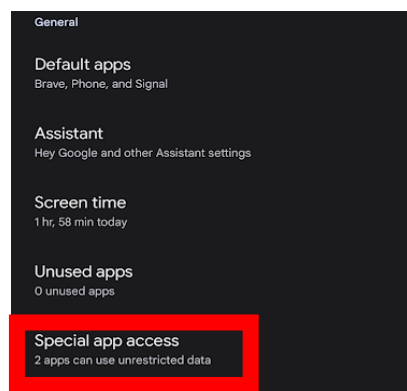 General
Default apps
Brave, Phone, and Signal
Assistant
Hey Google and other Assistant settings
Screen time
1 hr, 58 min today
Unused apps
0 unused apps
Special app access
2 apps can use unrestricted data